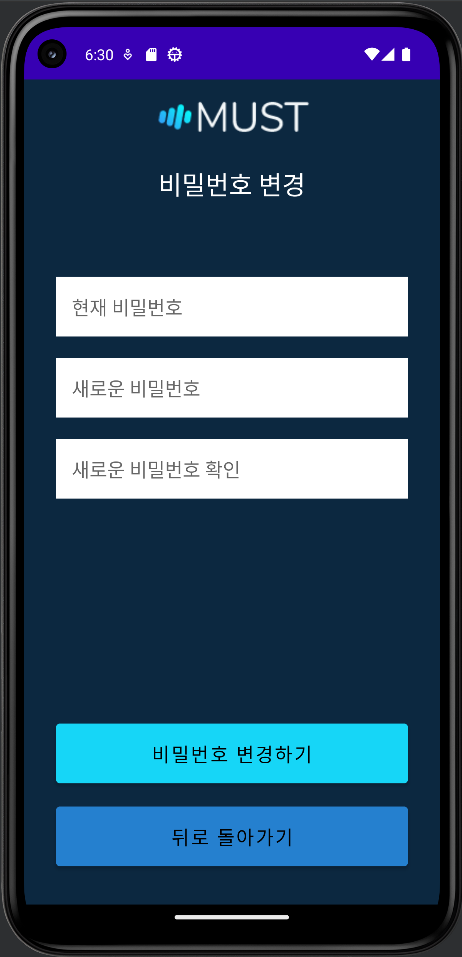 6:30
MUST
비밀번호 변경
현재 비밀번호
새로운 비밀번호
새로운 비밀번호 확인
비밀번호 변경하기
뒤로 돌아가기